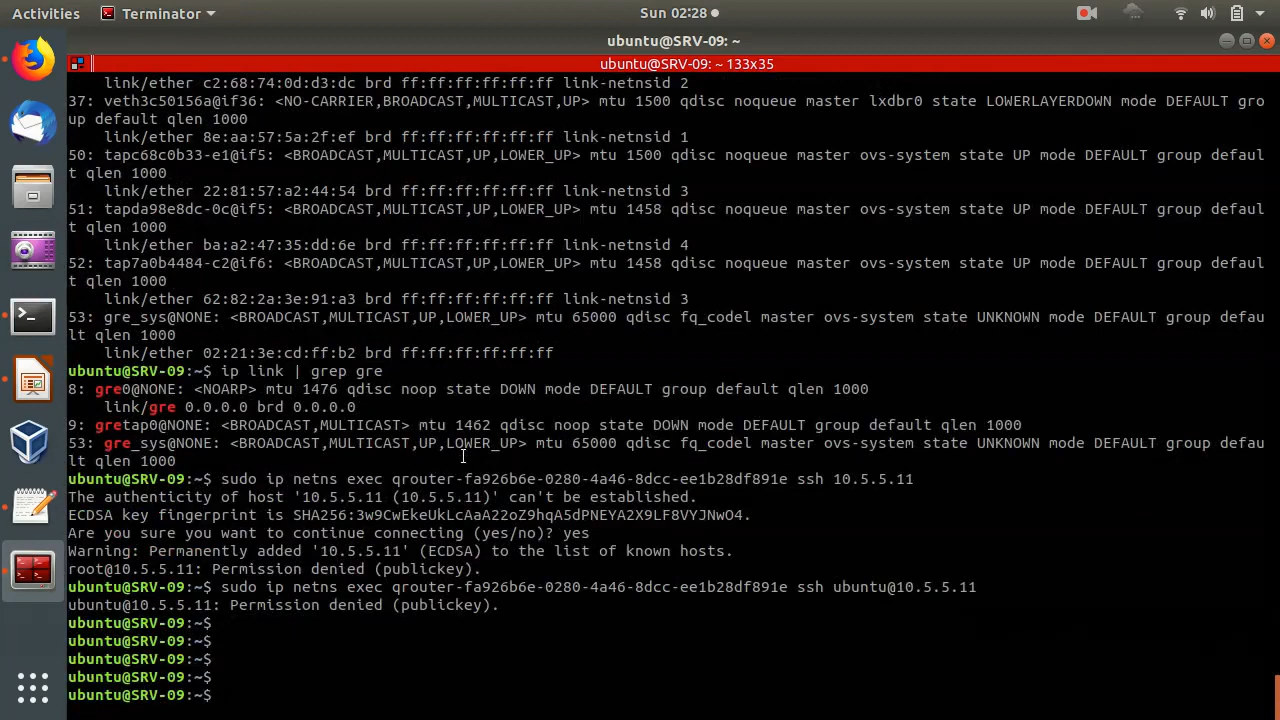 Activities Terminator Sun 02:28
ubuntu@SRV-09: ~
ubuntu@SRV-09: ~ 133x35
link/ether c2:68:74:0d:d3:dc brd ff:ff:ff:ff:ff:ff link-netnsid 2
37: veth3c50156a@if36: <NO-CARRIER,BROADCAST,MULTICAST,UP> mtu 1500 qdisc noqueue master lxdbr0 state LOWERLAYERDOWN mode DEFAULT gro
up default qlen 1000
link/ether 8e:aa:57:5a:2f:ef brd ff:ff:ff:ff:ff:ff link-netnsid 1
50: tapc68c0b33-e1@if5: <BROADCAST,MULTICAST,UP,LOWER_UP> mtu 1500 qdisc noqueue master ovs-system state UP mode DEFAULT group defaul
t qlen 1000
link/ether 22:81:57:a2:44:54 brd ff:ff:ff:ff:ff:ff link-netnsid 3
51: tapda98e8dc-0c@if5: <BROADCAST,MULTICAST,UP,LOWER_UP> mtu 1458 qdisc noqueue master ovs-system state UP mode DEFAULT group defaul
t qlen 1000
link/ether ba:a2:47:35:dd:6e brd ff:ff:ff:ff:ff:ff link-netnsid 4
52: tap7a0b4484-c2@if6: <BROADCAST,MULTICAST,UP,LOWER_UP> mtu 1458 qdisc noqueue master ovs-system state UP mode DEFAULT group defaul
t qlen 1000
link/ether 62:82:2a:3e:91:a3 brd ff:ff:ff:ff:ff:ff link-netnsid 3
53: gre_sys@NONE: <BROADCAST,MULTICAST,UP,LOWER_UP> mtu 65000 qdisc fq_codel master ovs-system state UNKNOWN mode DEFAULT group defau
lt qlen 1000
link/ether 02:21:3e:cd:ff:b2 brd ff:ff:ff:ff:ff:ff
ubuntu@SRV-09:~$ ip link | grep gre
8: gre0@NONE: <NOARP> mtu 1476 qdisc noop state DOWN mode DEFAULT group default qlen 1000
link/gre 0.0.0.0 brd 0.0.0.0
9: gretap0@NONE: <BROADCAST,MULTICAST> mtu 1462 qdisc noop state DOWN mode DEFAULT group default qlen 1000
53: gre_sys@NONE: <BROADCAST,MULTICAST,UP,LOWER_UP> mtu 65000 qdisc fq_codel master ovs-system state UNKNOWN mode DEFAULT group defau
lt qlen 1000
ubuntu@SRV-09:~$ sudo ip netns exec qrouter-fa926b6e-0280-4a46-8dcc-ee1b28df891e ssh 10.5.5.11
The authenticity of host '10.5.5.11 (10.5.5.11)' can't be established.
ECDSA key fingerprint is SHA256:3w9CwEkeUkLcAaA22oZ9hqA5dPNEYA2X9LF8VYJNwO4.
Are you sure you want to continue connecting (yes/no)? yes
Warning: Permanently added '10.5.5.11' (ECDSA) to the list of known hosts.
root@10.5.5.11: Permission denied (publickey).
ubuntu@SRV-09:~$ sudo ip netns exec qrouter-fa926b6e-0280-4a46-8dcc-ee1b28df891e ssh ubuntu@10.5.5.11
ubuntu@10.5.5.11: Permission denied (publickey).
ubuntu@SRV-09:~$
ubuntu@SRV-09:~$
ubuntu@SRV-09:~$
ubuntu@SRV-09:~$
ubuntu@SRV-09:~$